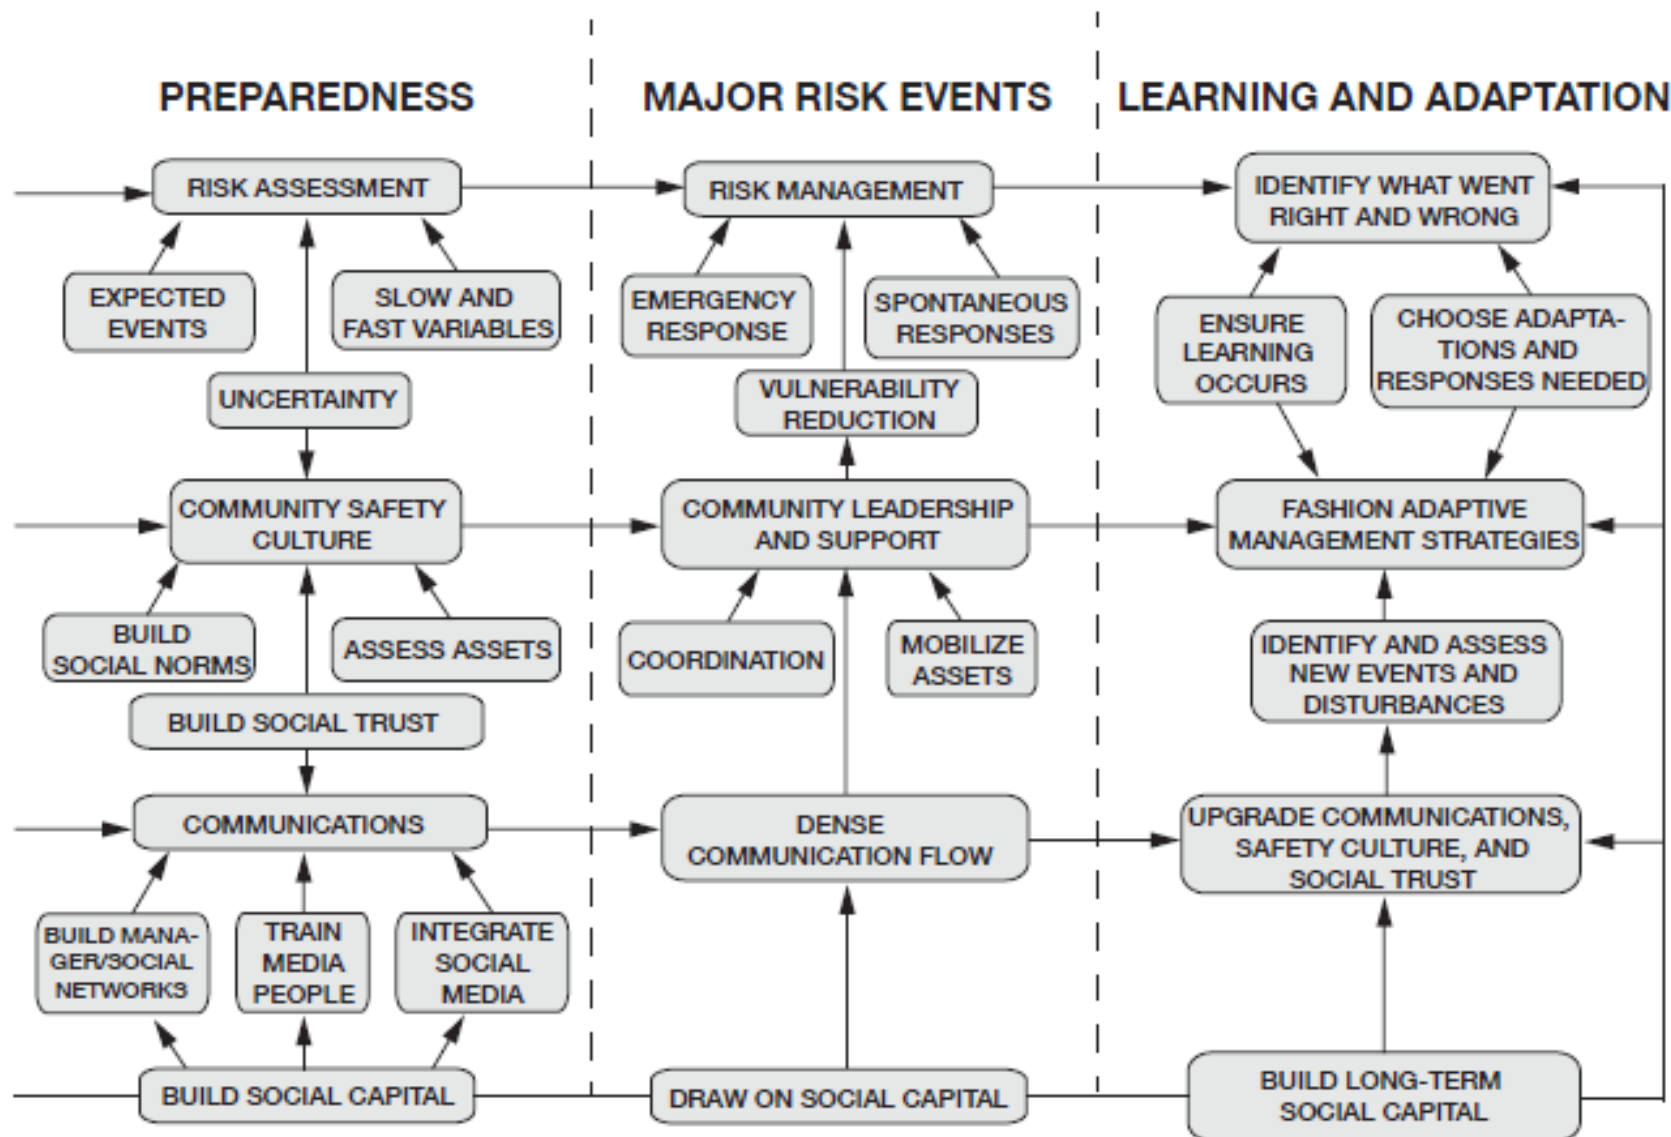 PREPAREDNESS
MAJOR RISK EVENTS
LEARNING AND ADAPTATION
RISK ASSESSMENT
EXPECTED
EVENTS
SLOW AND
FAST VARIABLES
UNCERTAINTY
COMMUNITY SAFETY
CULTURE
BUILD
SOCIAL NORMS
ASSESS ASSETS
BUILD SOCIAL TRUST
COMMUNICATIONS
BUILD MANA-
GER/SOCIAL
NETWORKS
TRAIN
MEDIA
PEOPLE
INTEGRATE
SOCIAL
MEDIA
BUILD SOCIAL CAPITAL
RISK MANAGEMENT
EMERGENCY
RESPONSE
SPONTANEOUS
RESPONSES
VULNERABILITY
REDUCTION
COMMUNITY LEADERSHIP
AND SUPPORT
COORDINATION
MOBILIZE
ASSETS
DENSE
COMMUNICATION FLOW
DRAW ON SOCIAL CAPITAL
IDENTIFY WHAT WENT
RIGHT AND WRONG
ENSURE
LEARNING
OCCURS
CHOOSE ADAPTA-
TIONS AND
RESPONSES NEEDED
FASHION ADAPTIVE
MANAGEMENT STRATEGIES
IDENTIFY AND ASSESS
NEW EVENTS AND
DISTURBANCES
UPGRADE COMMUNICATIONS,
SAFETY CULTURE, AND
SOCIAL TRUST
BUILD LONG-TERM
SOCIAL CAPITAL